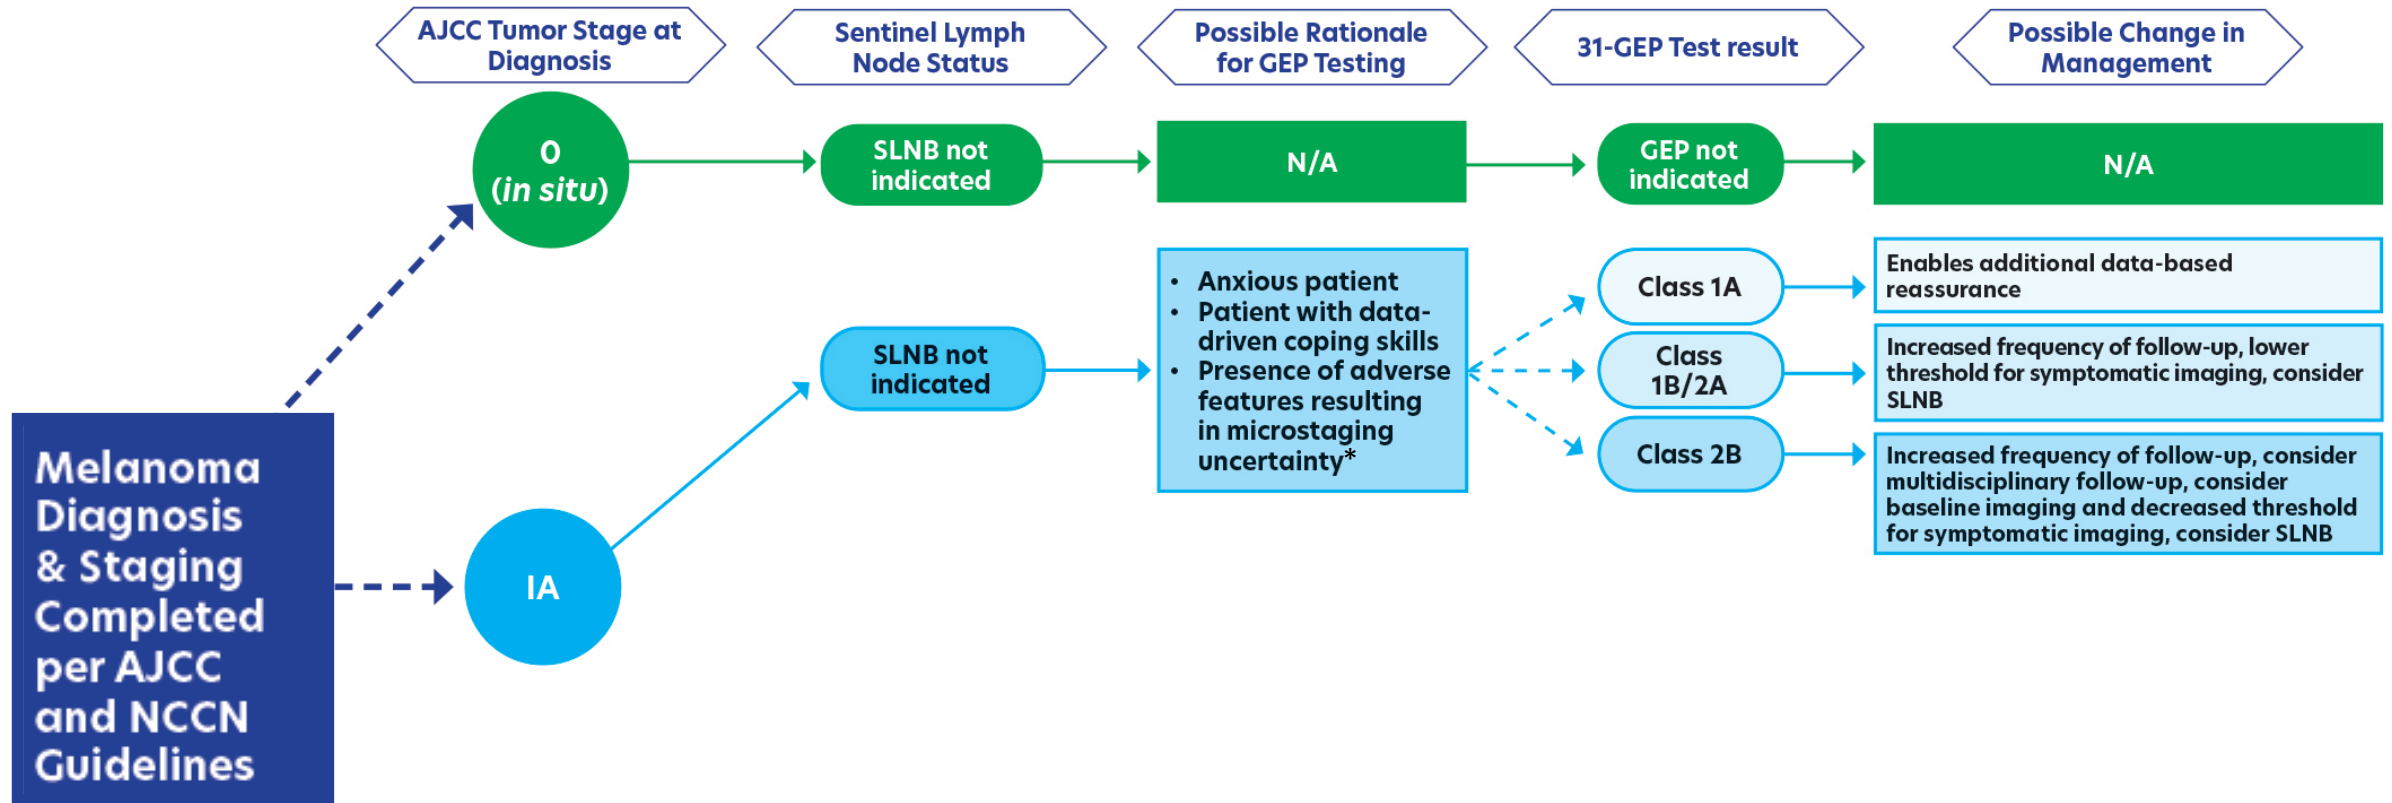 AJCC Tumor Stage at
Diagnosis
Sentinel Lymph
Node Status
Possible Rationale
for GEP Testing
31-GEP Test result
Possible Change in
Management
0
(in situ)
SLNB not
indicated
N/A
GEP not
indicated
N/A
Melanoma
Diagnosis
& Staging
Completed
per AJCC
and NCCN
Guidelines
IA
SLNB not
indicated
• Anxious patient
• Patient with data-
driven coping skills
• Presence of adverse
features resulting
in microstaging
uncertainty*
Class 1A
Enables additional data-based
reassurance
Class
1B/2A
Increased frequency of follow-up, lower
threshold for symptomatic imaging, consider
SLNB
Class 2B
Increased frequency of follow-up, consider
multidisciplinary follow-up, consider
baseline imaging and decreased threshold
for symptomatic imaging, consider SLNB